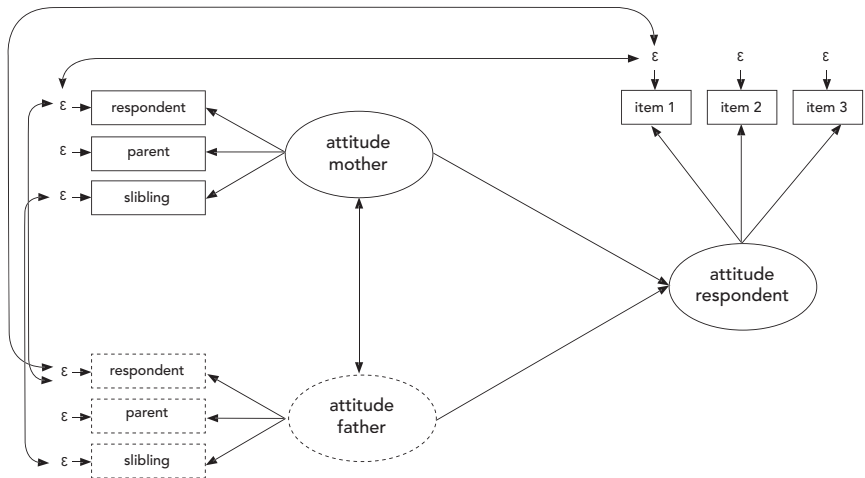 ε
ε ε ε
ε respondent
item 1 item 2 item 3
ε parent
attitude
mother
ε slibling
attitude
respondent
ε respondent
ε parent
attitude
father
ε slibling